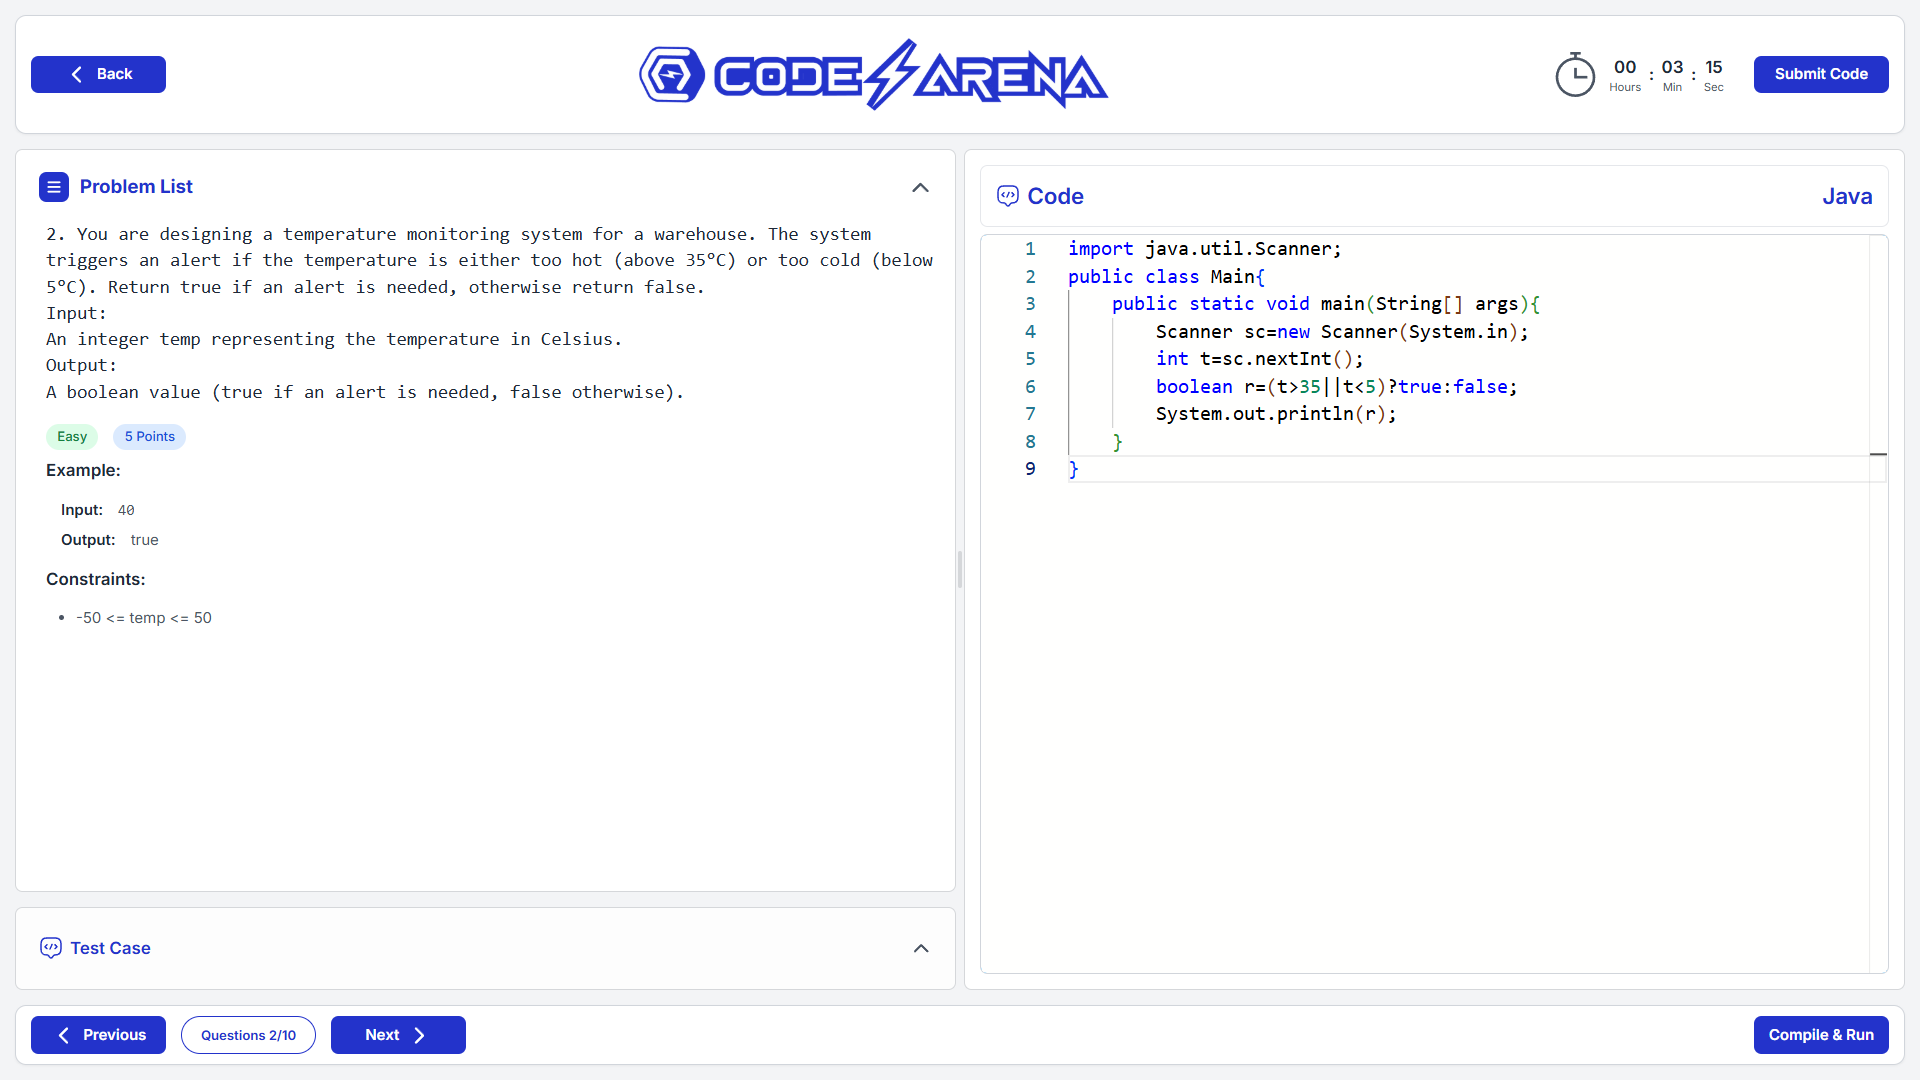 Back
CODE ARENA
00 : 03 : 15
Hours Min Sec
Submit Code
Problem List
2. You are designing a temperature monitoring system for a warehouse. The system
triggers an alert if the temperature is either too hot (above 35°C) or too cold (below
5°C). Return true if an alert is needed, otherwise return false.
Input:
An integer temp representing the temperature in Celsius.
Output:
A boolean value (true if an alert is needed, false otherwise).
Easy 5 Points
Example:
Input: 40
Output: true
Constraints:
• -50 <= temp <= 50
Test Case
Code
Java
1 import java.util.Scanner;
2 public class Main{
3     public static void main(String[] args){
4         Scanner sc=new Scanner(System.in);
5         int t=sc.nextInt();
6         boolean r=(t>35||t<5)?true:false;
7         System.out.println(r);
8     }
9 }
Previous
Questions 2/10
Next
Compile & Run